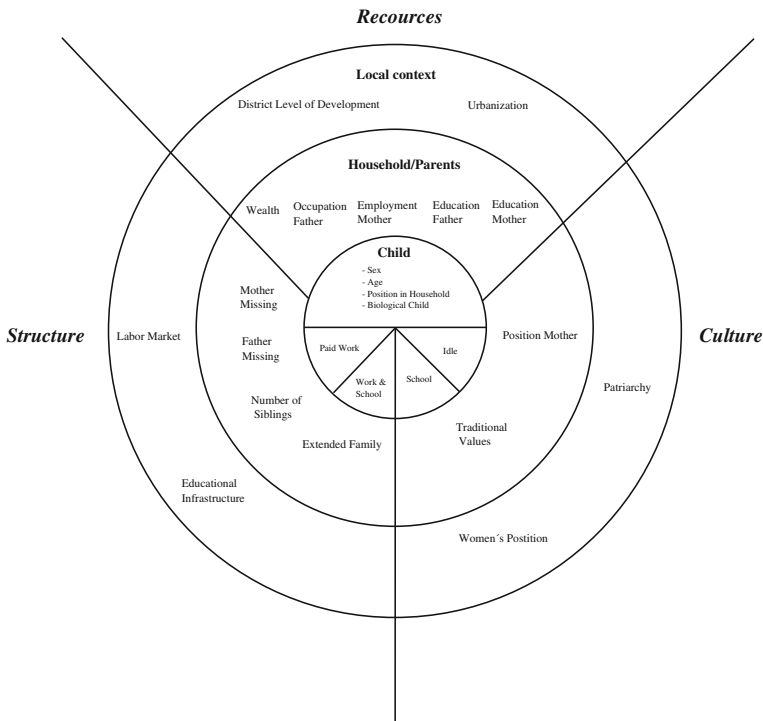 Recources
Local context
District Level of Development
Urbanization
Household/Parents
Wealth
Occupation
Father
Employment
Mother
Education
Father
Education
Mother
Child
- Sex
- Age
- Position in Household
- Biological Child
Mother
Missing
Structure
Labor Market
Father
Missing
Paid Work
Work &
School
School
Idle
Position Mother
Culture
Patriarchy
Number of
Siblings
Extended Family
Traditional
Values
Educational
Infrastructure
Women´s Postition